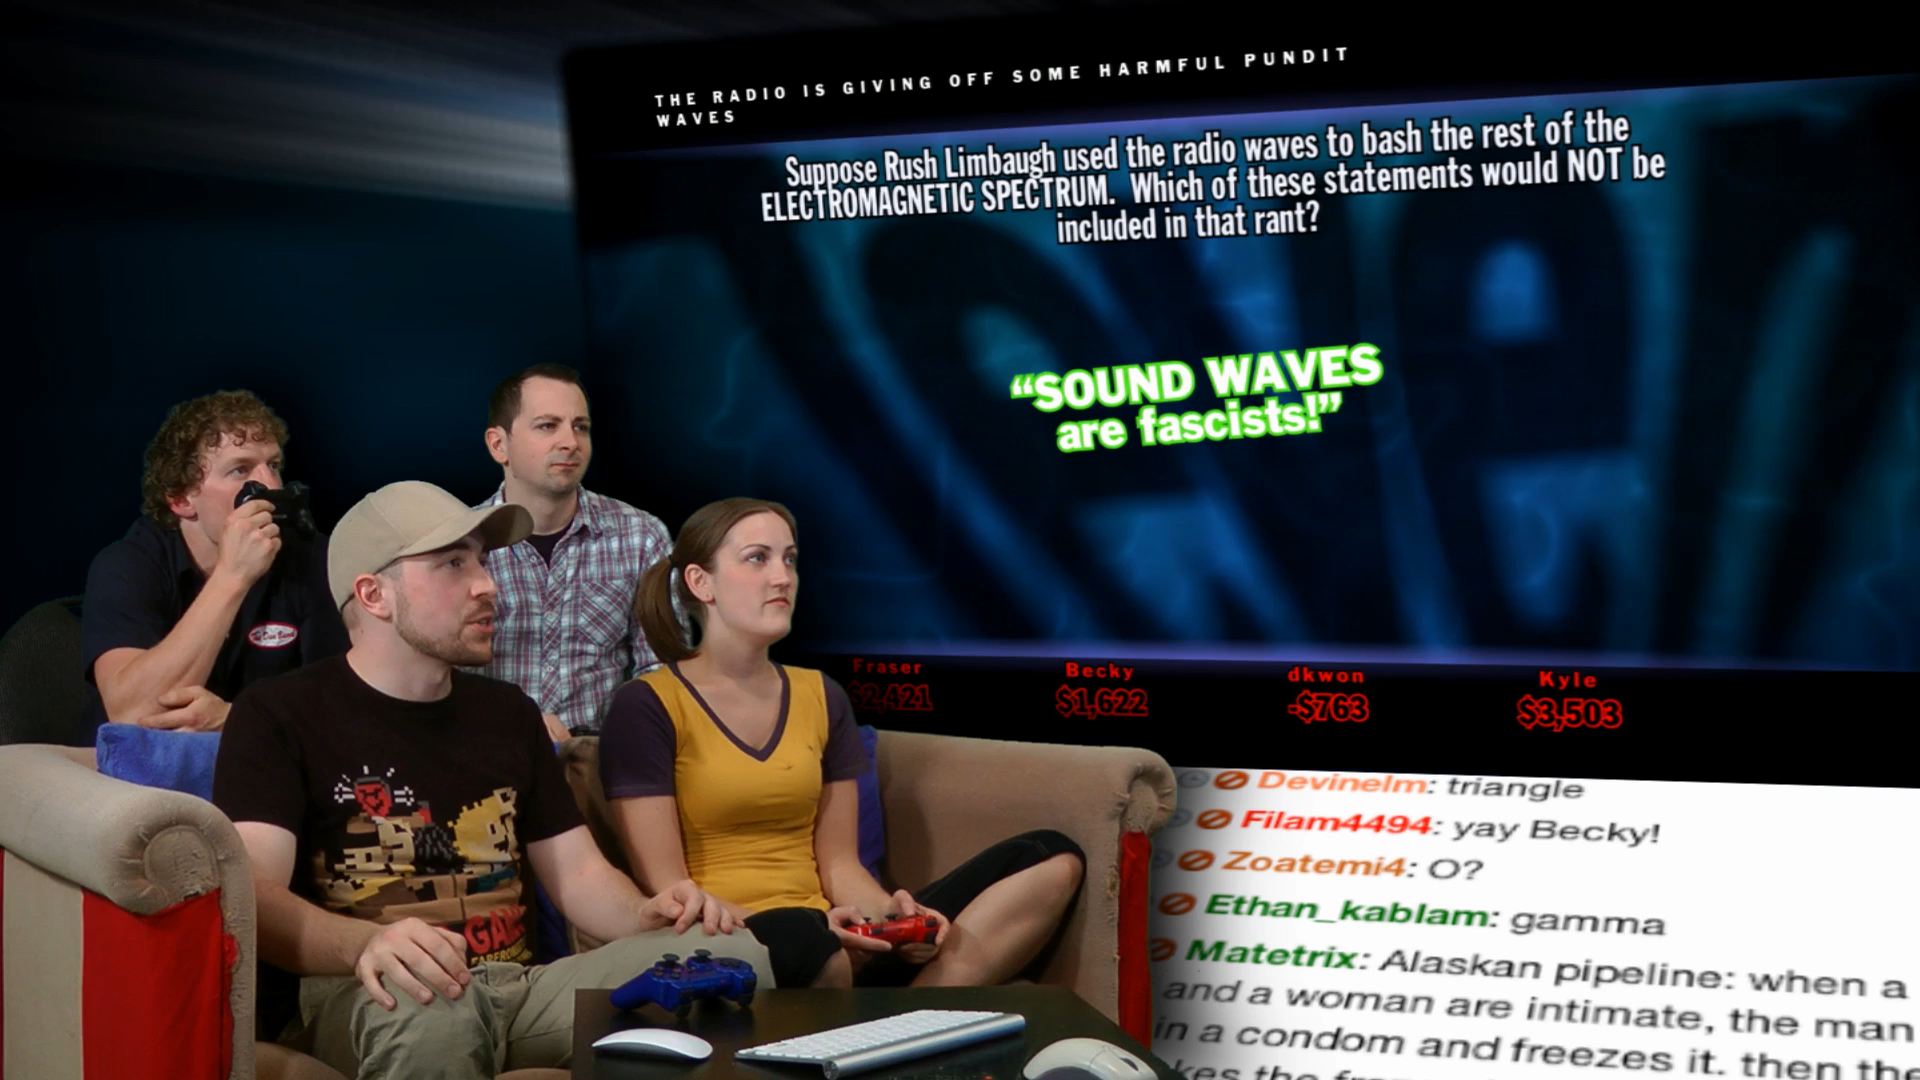 THE RADIO IS GIVING OFF SOME HARMFUL PUNDIT
WAVES
Suppose Rush Limbaugh used the radio waves to bash the rest of the
ELECTROMAGNETIC SPECTRUM. Which of these statements would NOT be
included in that rant?
“SOUND WAVES
are fascists!”
Fraser Becky dkwon Kyle
$2,421 $1,622 -$763 $3,503
Devinelm: triangle
Filam4494: yay Becky!
Zoatemi4: O?
Ethan_kablam: gamma
Matetrix: Alaskan pipeline: when a
and a woman are intimate, the man
in a condom and freezes it. then the
the